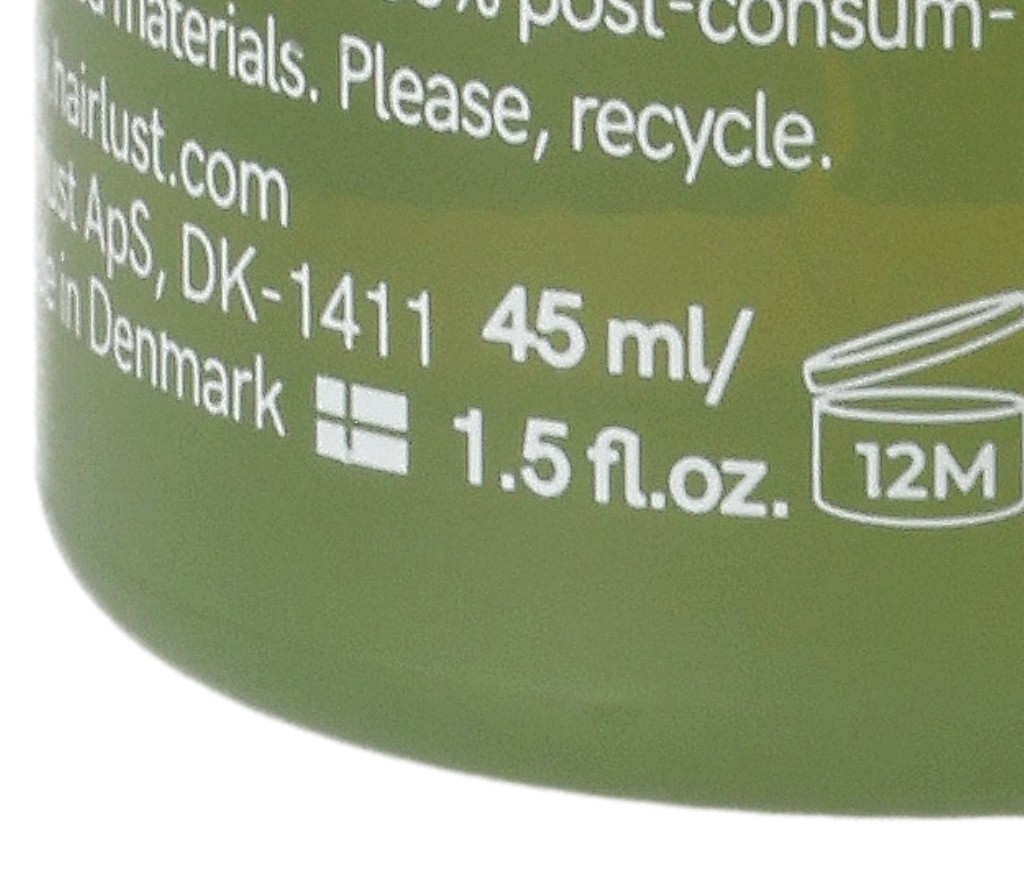 % post-consum-
materials. Please, recycle.
hairlust.com
ust ApS, DK-1411
e in Denmark
45 ml/
1.5 fl.oz.
12M